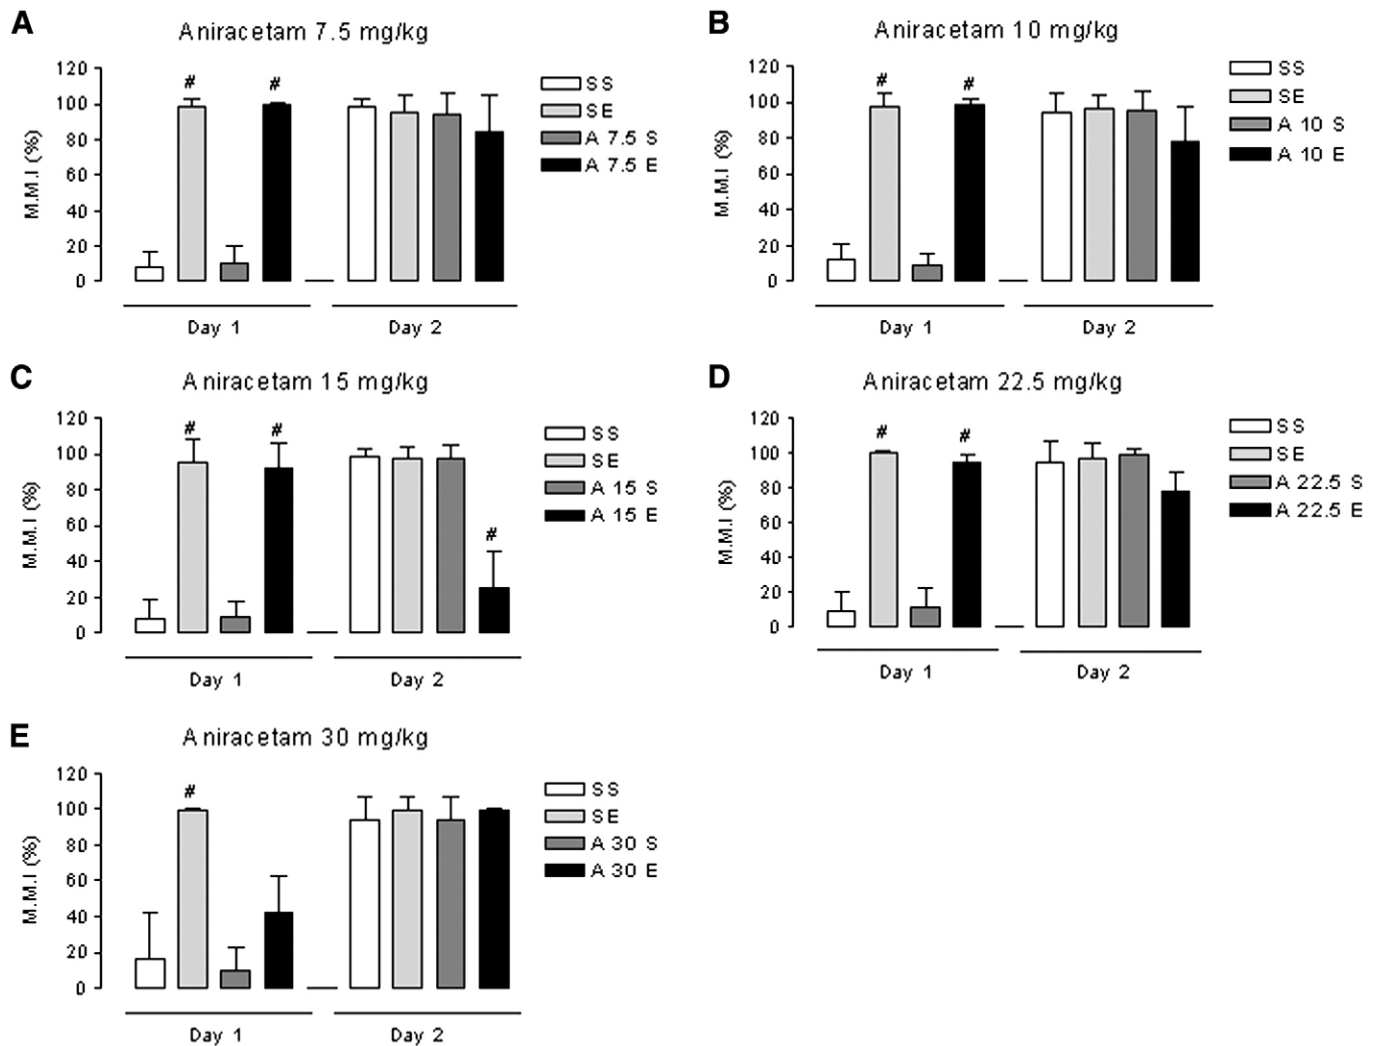 A
Aniracetam 7.5 mg/kg
120
100
80
60
40
20
0
M.M.I (%)
# #
Day 1 Day 2
SS
SE
A 7.5 S
A 7.5 E
B
Aniracetam 10 mg/kg
120
100
80
60
40
20
0
M.M.I (%)
# #
Day 1 Day 2
SS
SE
A 10 S
A 10 E
C
Aniracetam 15 mg/kg
120
100
80
60
40
20
0
M.M.I (%)
# # #
Day 1 Day 2
SS
SE
A 15 S
A 15 E
D
Aniracetam 22.5 mg/kg
120
100
80
60
40
20
0
M.M.I (%)
# #
Day 1 Day 2
SS
SE
A 22.5 S
A 22.5 E
E
Aniracetam 30 mg/kg
120
100
80
60
40
20
0
M.M.I (%)
#
Day 1 Day 2
SS
SE
A 30 S
A 30 E